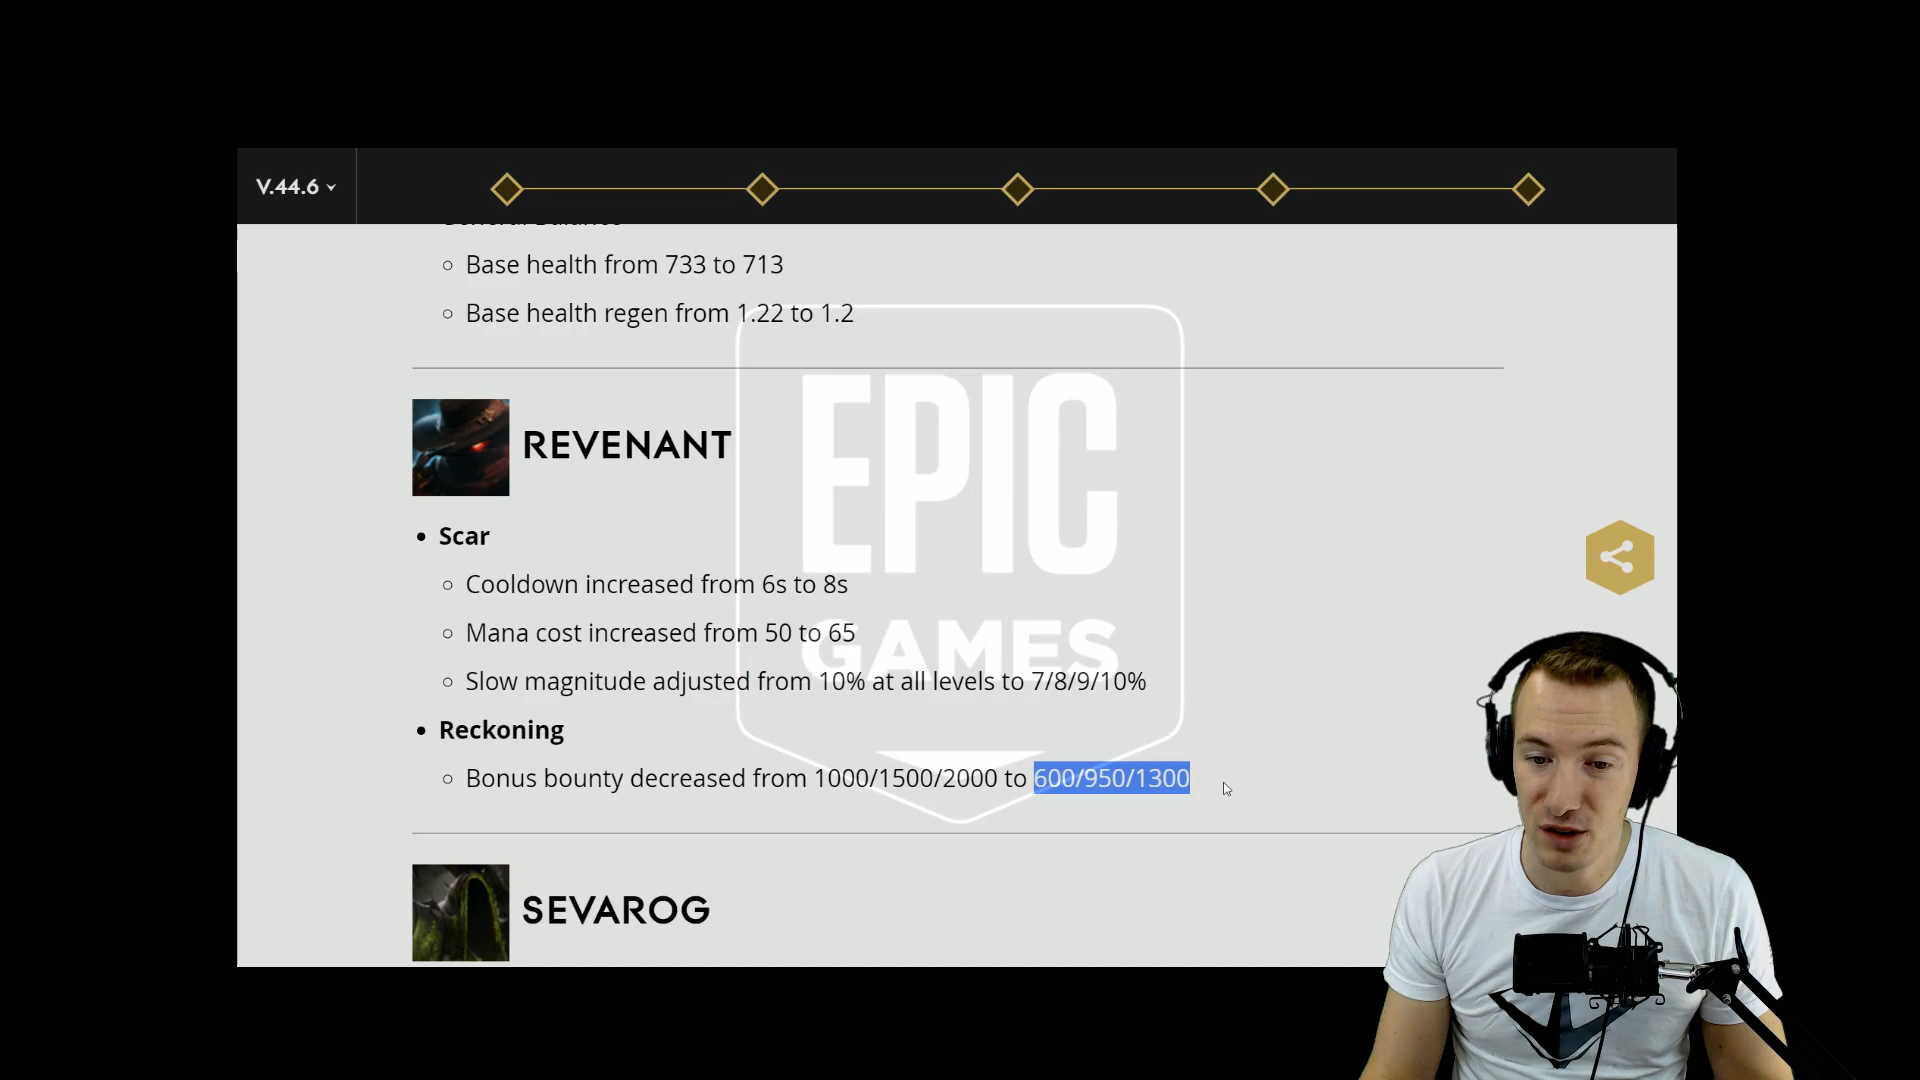 V.44.6
General Balance
Base health from 733 to 713
Base health regen from 1.22 to 1.2
EPIC
GAMES
REVENANT
Scar
Cooldown increased from 6s to 8s
Mana cost increased from 50 to 65
Slow magnitude adjusted from 10% at all levels to 7/8/9/10%
Reckoning
Bonus bounty decreased from 1000/1500/2000 to 600/950/1300
SEVAROG